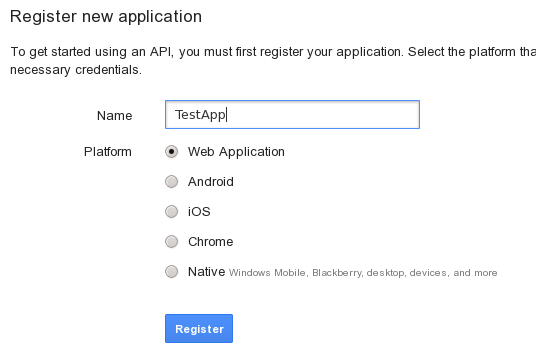 Register new application
To get started using an API, you must first register your application. Select the platform tha
necessary credentials.
Name TestApp
Platform Web Application
Android
iOS
Chrome
Native Windows Mobile, Blackberry, desktop, devices, and more
Register